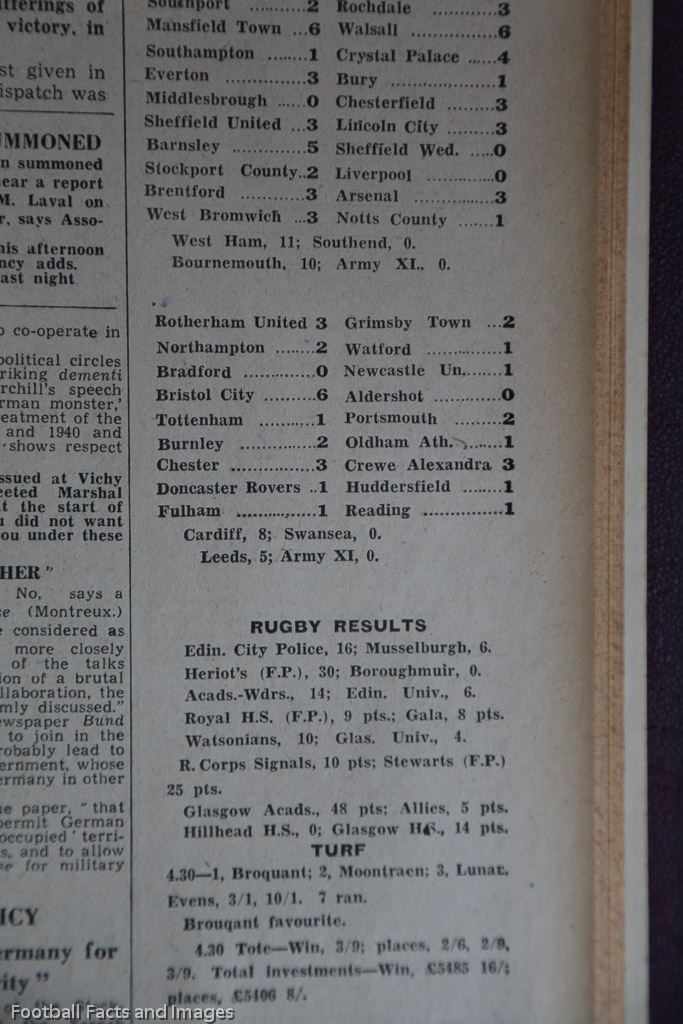 fferings of
victory, in
st given in
ispatch was
MMONED
n summoned
ear a report
M. Laval on
r, says Asso-
his afternoon
ncy adds.
ast night
o co-operate in
political circles
riking dementi
rchill's speech
rman monster,'
eatment of the
and 1940 and
shows respect
ssued at Vichy
eeted Marshal
t the start of
u did not want
ou under these
HER"
No, says a
e (Montreux.)
e considered as
more closely
of the talks
ion of a brutal
llaboration, the
mly discussed."
ewspaper Bund
to join in the
robably lead to
ernment, whose
ermany in other
e paper, "that
permit German
occupied' terri-
s, and to allow
se for military
ICY
ermany for
ity"
Southport ..........2 Rochdale ............3
Mansfield Town ...6 Walsall ...............6
Southampton ........1 Crystal Palace .....4
Everton .............3 Bury ..................1
Middlesbrough .....0 Chesterfield .........3
Sheffield United ...3 Lincoln City .........3
Barnsley .............5 Sheffield Wed. .....0
Stockport County..2 Liverpool ............0
Brentford ............3 Arsenal ...............3
West Bromwich ...3 Notts County .......1
West Ham, 11; Southend, 0.
Bournemouth, 10; Army XI., 0.
Rotherham United 3 Grimsby Town ...2
Northampton ........2 Watford ..............1
Bradford .............0 Newcastle Un,.......1
Bristol City .........6 Aldershot ............0
Tottenham ...........1 Portsmouth .........2
Burnley ..............2 Oldham Ath. ........1
Chester ...............3 Crewe Alexandra 3
Doncaster Rovers ..1 Huddersfield ........1
Fulham ..............1 Reading ..............1
Cardiff, 8; Swansea, 0.
Leeds, 5; Army XI, 0.
RUGBY RESULTS
Edin. City Police, 16; Musselburgh, 6.
Heriot's (F.P.), 30; Boroughmuir, 0.
Acads.-Wdrs., 14; Edin. Univ., 6.
Royal H.S. (F.P.), 9 pts.; Gala, 8 pts.
Watsonians, 10; Glas. Univ., 4.
R. Corps Signals, 10 pts; Stewarts (F.P.)
25 pts.
Glasgow Acads., 48 pts; Allies, 5 pts.
Hillhead H.S., 0; Glasgow H.S., 14 pts.
TURF
4.30—1, Broquant; 2, Moontraen; 3, Lunar.
Evens, 3/1, 10/1. 7 ran.
Brouqant favourite.
4.30 Tote—Win, 3/9; places, 2/6, 2/9,
3/9. Total investments—Win, £5485 16/;
places, £5406 8/.
Football Facts and Images